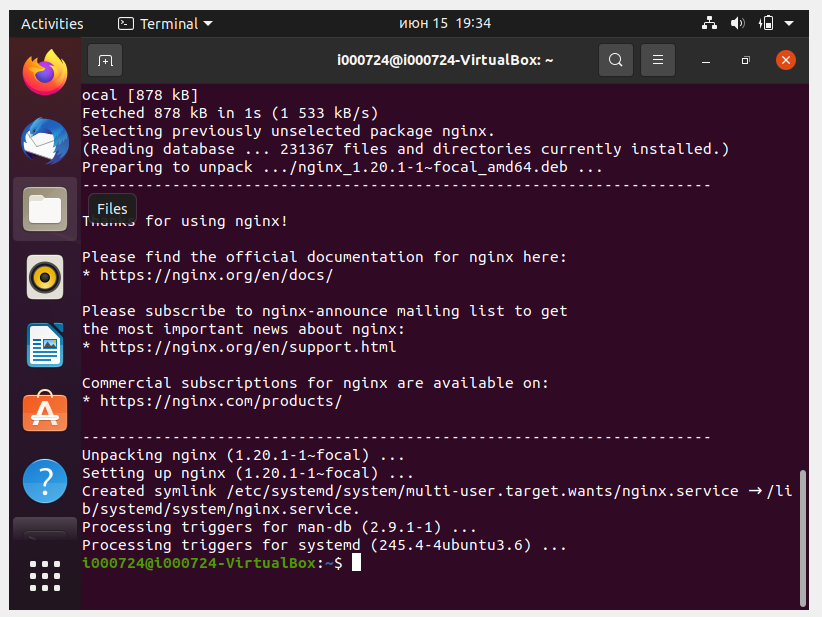 Activities
Terminal
июн 15 19:34
i000724@i000724-VirtualBox: ~
ocal [878 kB]
Fetched 878 kB in 1s (1 533 kB/s)
Selecting previously unselected package nginx.
(Reading database ... 231367 files and directories currently installed.)
Preparing to unpack .../nginx_1.20.1-1~focal_amd64.deb ...
----------------------------------------------------------------------
Files
Thanks for using nginx!
Please find the official documentation for nginx here:
* https://nginx.org/en/docs/
Please subscribe to nginx-announce mailing list to get
the most important news about nginx:
* https://nginx.org/en/support.html
Commercial subscriptions for nginx are available on:
* https://nginx.com/products/
----------------------------------------------------------------------
Unpacking nginx (1.20.1-1~focal) ...
Setting up nginx (1.20.1-1~focal) ...
Created symlink /etc/systemd/system/multi-user.target.wants/nginx.service → /li
b/systemd/system/nginx.service.
Processing triggers for man-db (2.9.1-1) ...
Processing triggers for systemd (245.4-4ubuntu3.6) ...
i000724@i000724-VirtualBox:~$